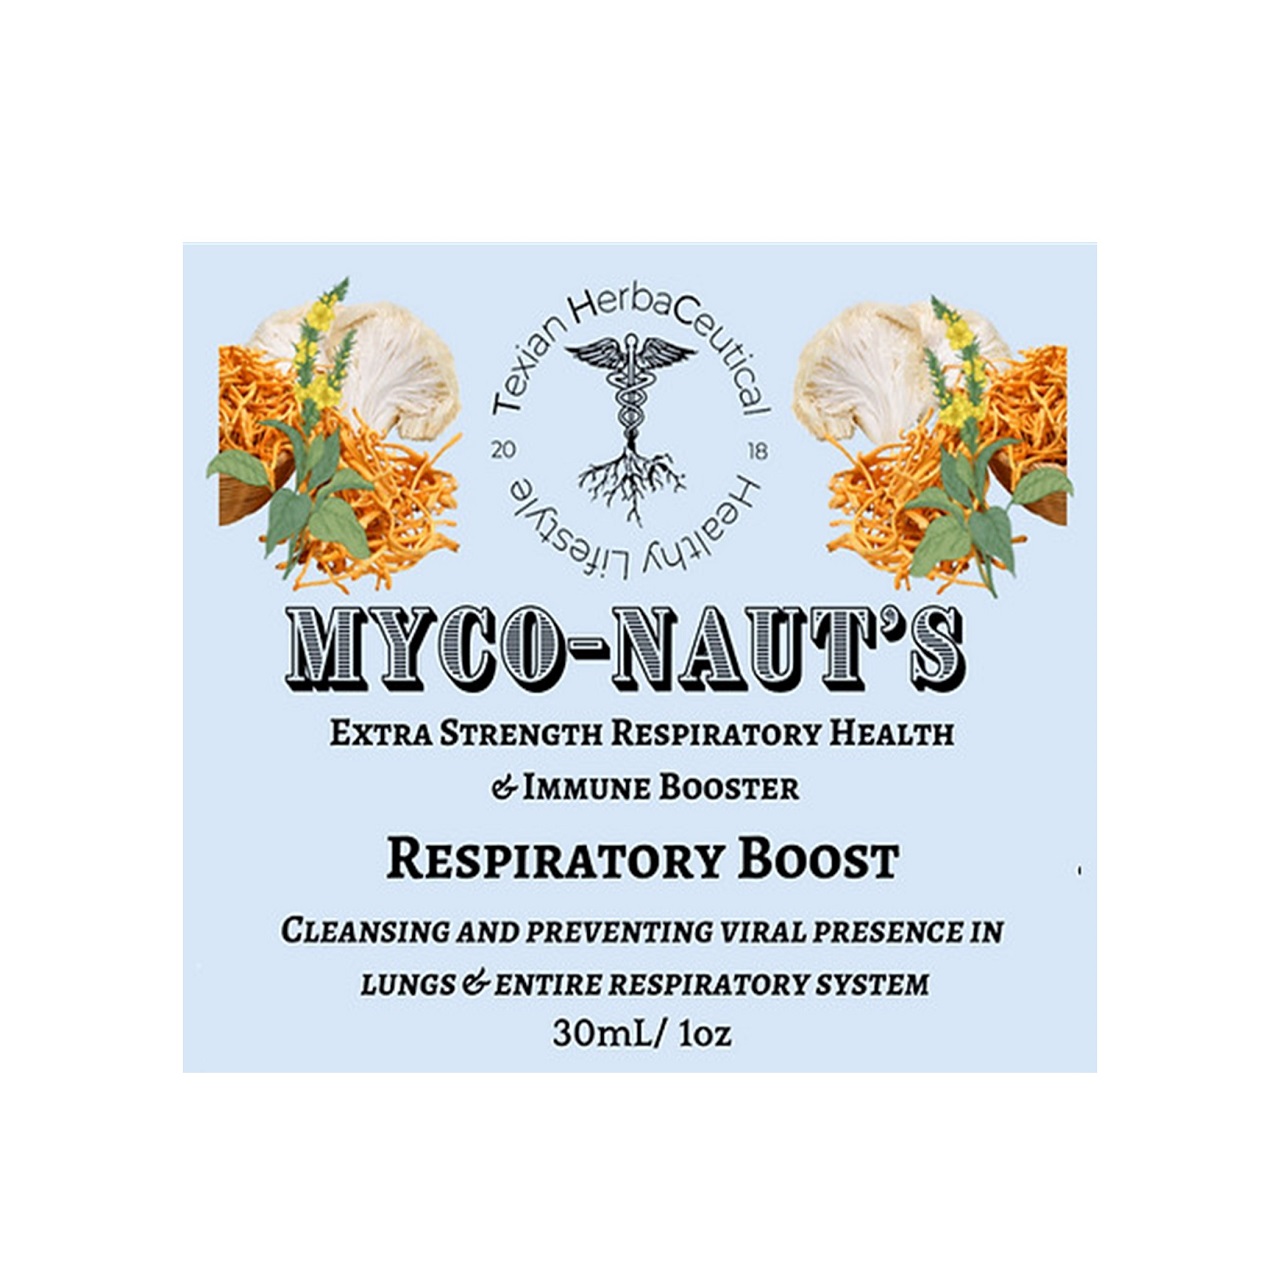 Texian HerbaCeutical
20 18
Healthy Lifestyle
MYCO-NAUT'S
Extra Strength Respiratory Health
& Immune Booster
Respiratory Boost
Cleansing and preventing viral presence in
lungs & entire respiratory system
30mL/ 1oz